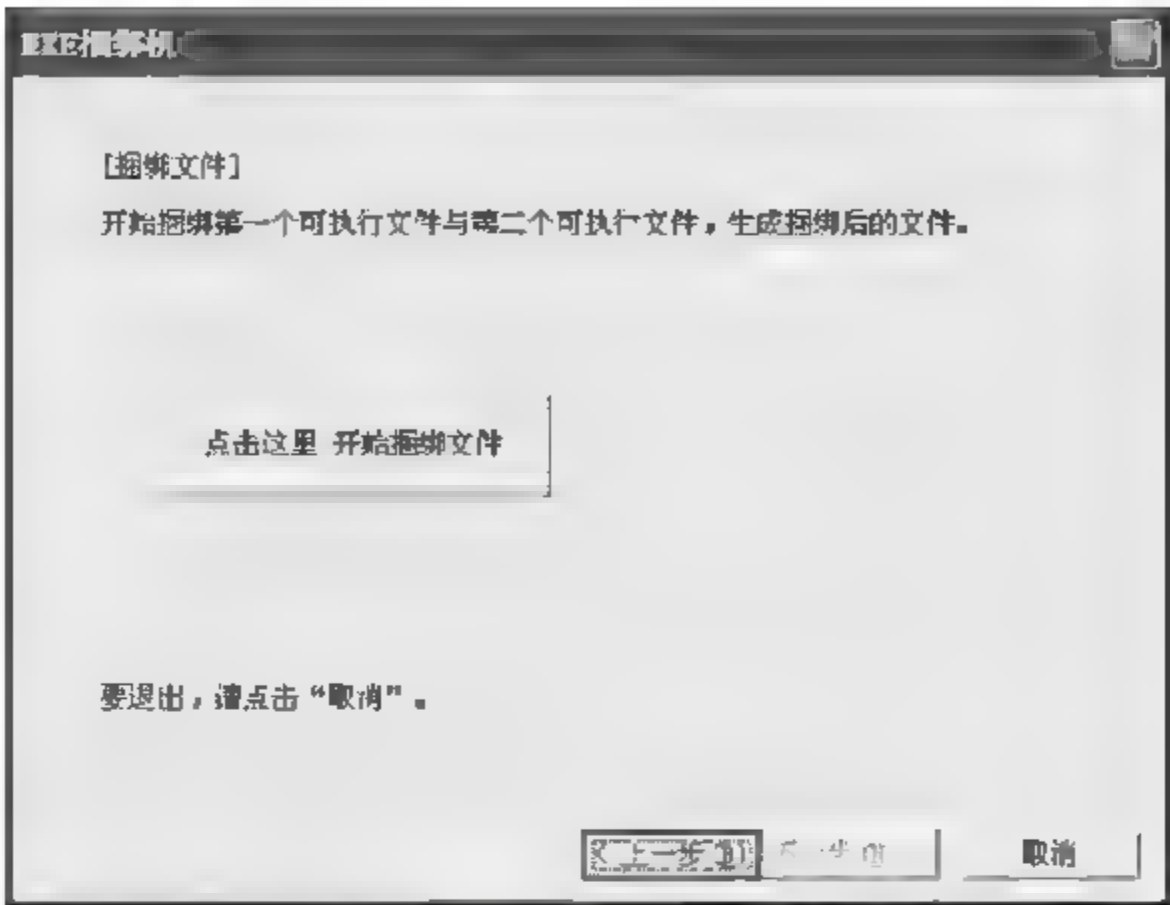 EXE捆绑机
[捆绑文件]
开始捆绑第一个可执行文件与第二个可执行文件，生成捆绑后的文件。
点击这里 开始捆绑文件
要退出，请点击“取消”。
< 上一步(B) 下一步(N) 取消